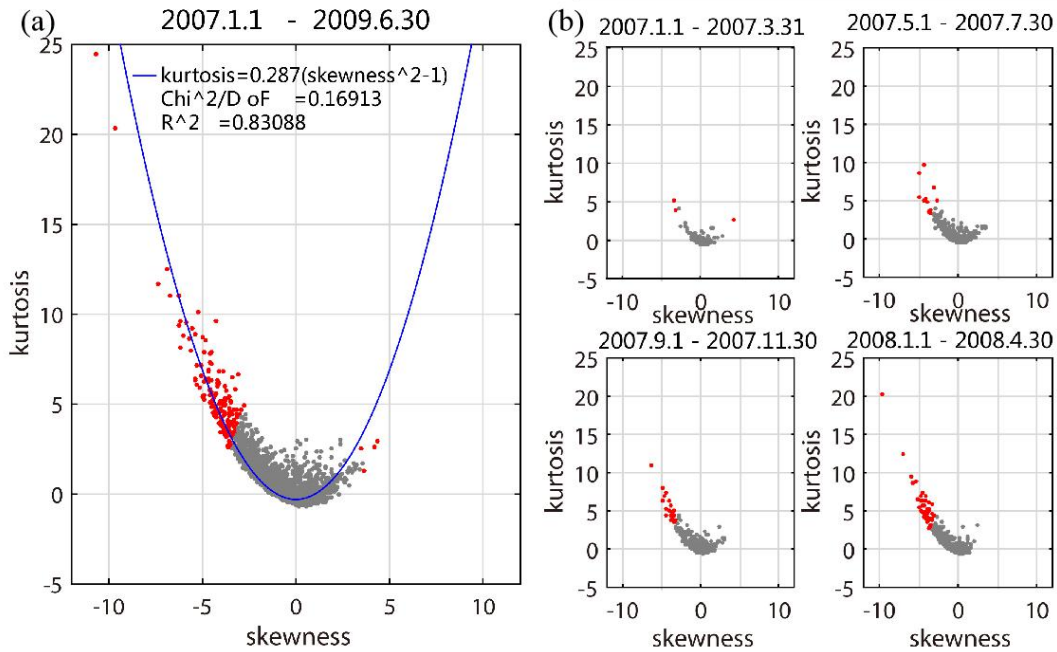 (a)
2007.1.1 - 2009.6.30
25
20
15
10
5
0
-5
kurtosis
kurtosis=0.287(skewness^2-1)
Chi^2/D oF =0.16913
R^2 =0.83088
-10 -5 0 5 10
skewness
(b)
2007.1.1 - 2007.3.31
25
20
15
10
5
0
-5
kurtosis
-10 0 10
skewness
2007.5.1 - 2007.7.30
25
20
15
10
5
0
-5
kurtosis
-10 0 10
skewness
2007.9.1 - 2007.11.30
25
20
15
10
5
0
-5
kurtosis
-10 0 10
skewness
2008.1.1 - 2008.4.30
25
20
15
10
5
0
-5
kurtosis
-10 0 10
skewness